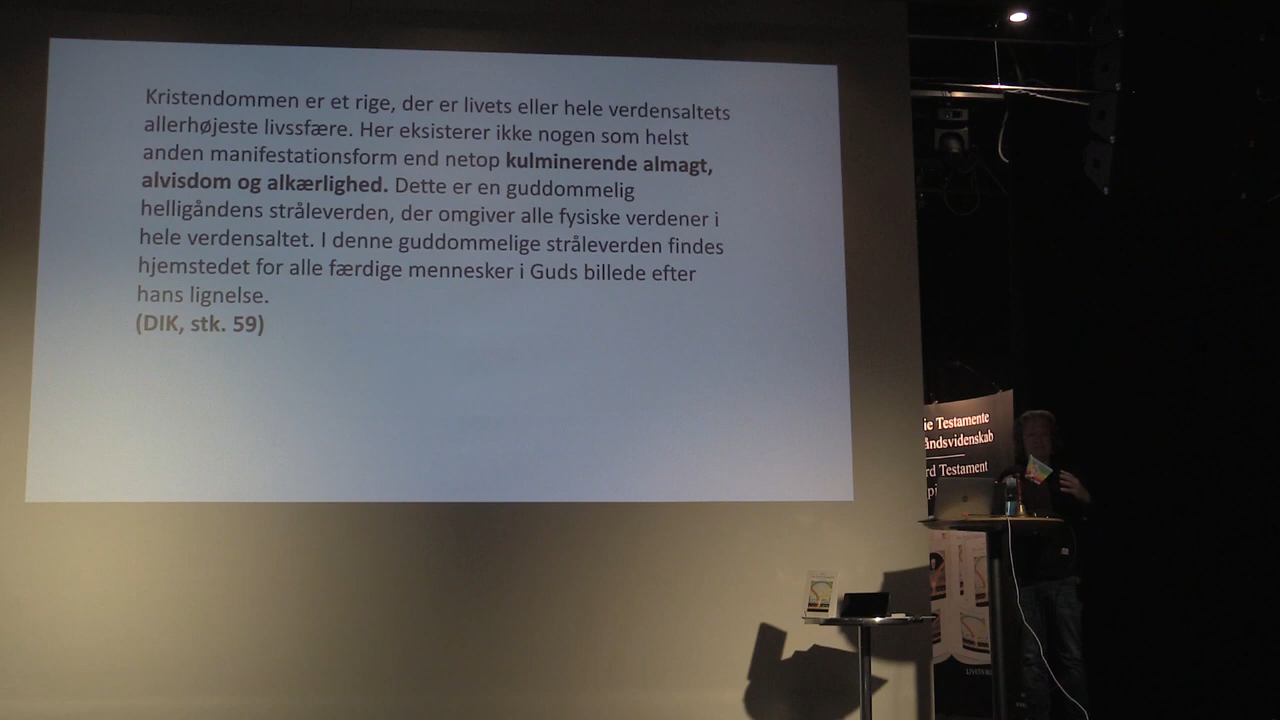 Kristendommen er et rige, der er livets eller hele verdensaltets
allerhøjeste livssfære. Her eksisterer ikke nogen som helst
anden manifestationsform end netop kulminerende almagt,
alvisdom og alkærlighed. Dette er en guddommelig
helligåndens stråleverden, der omgiver alle fysiske verdener i
hele verdensaltet. I denne guddommelige stråleverden findes
hjemstedet for alle færdige mennesker i Guds billede efter
hans lignelse.
(DIK, stk. 59)
ie Testamente
åndsvidenskab
rd Testament